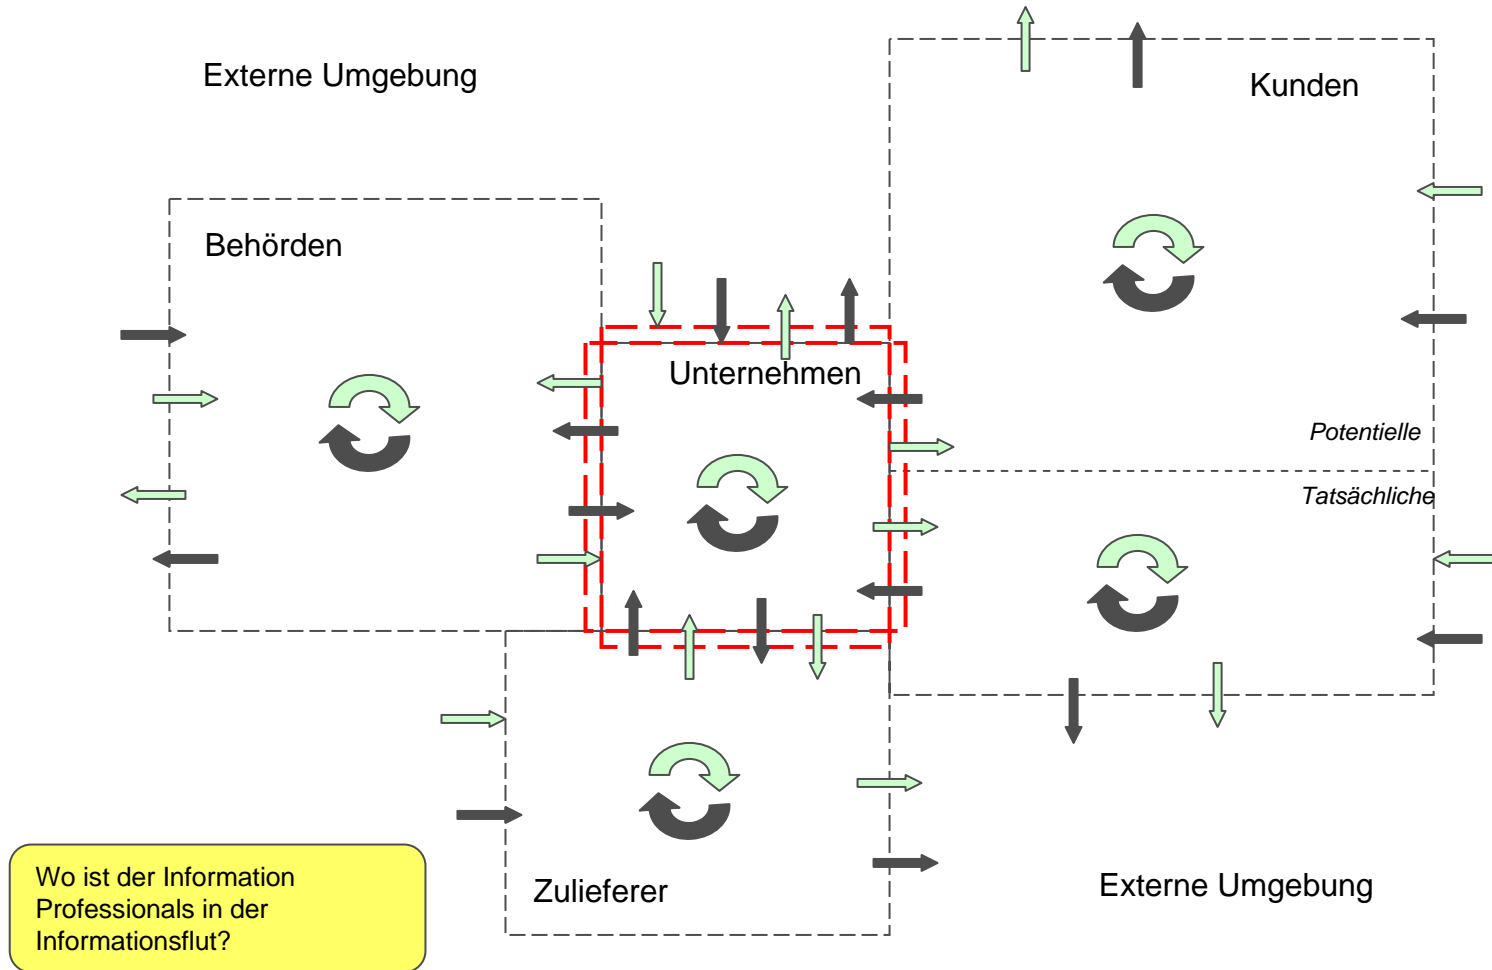 Externe Umgebung
Kunden
Behörden
Unternehmen
Potentielle
Tatsächliche
Zulieferer
Externe Umgebung
Wo ist der Information
Professionals in der
Informationsflut?